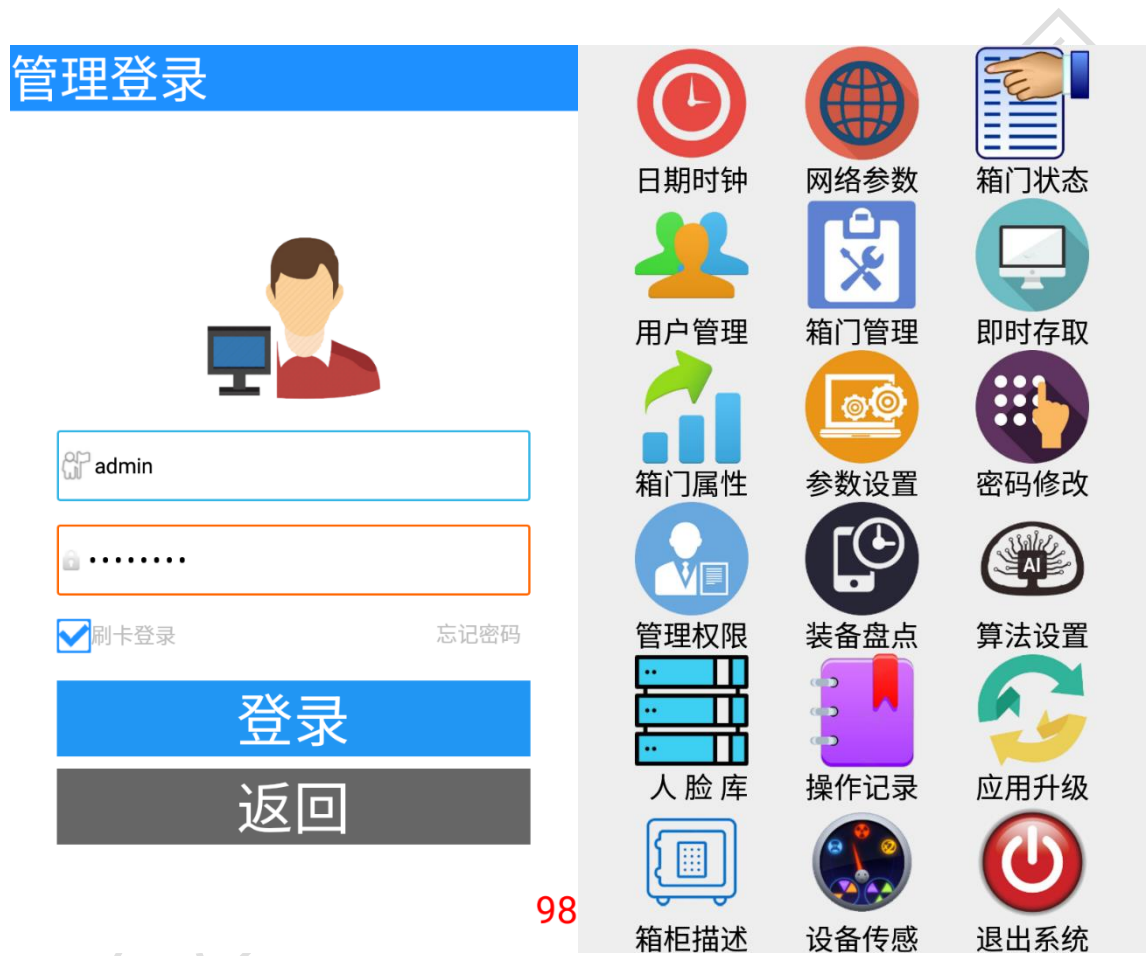 管理登录
admin
刷卡登录 忘记密码
登录
返回
98
日期时钟 网络参数 箱门状态
用户管理 箱门管理 即时存取
箱门属性 参数设置 密码修改
AI
管理权限 装备盘点 算法设置
人脸库 操作记录 应用升级
箱柜描述 设备传感 退出系统